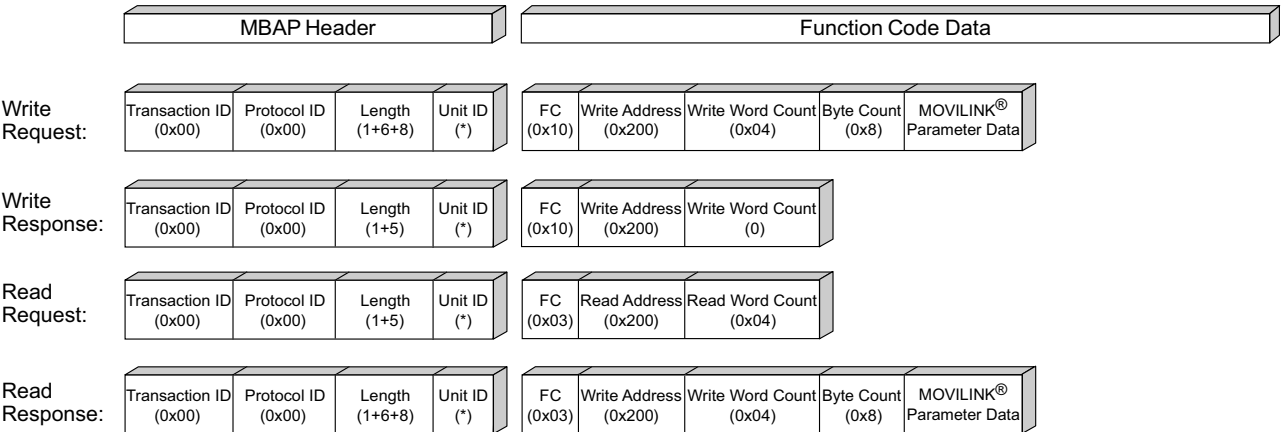 MBAP Header
Function Code Data
Write
Request:
Transaction ID
(0x00)
Protocol ID
(0x00)
Length
(1+6+8)
Unit ID
(*)
FC
(0x10)
Write Address
(0x200)
Write Word Count
(0x04)
Byte Count
(0x8)
MOVILINK®
Parameter Data
Write
Response:
Transaction ID
(0x00)
Protocol ID
(0x00)
Length
(1+5)
Unit ID
(*)
FC
(0x10)
Write Address
(0x200)
Write Word Count
(0)
Read
Request:
Transaction ID
(0x00)
Protocol ID
(0x00)
Length
(1+5)
Unit ID
(*)
FC
(0x03)
Read Address
(0x200)
Read Word Count
(0x04)
Read
Response:
Transaction ID
(0x00)
Protocol ID
(0x00)
Length
(1+6+8)
Unit ID
(*)
FC
(0x03)
Write Address
(0x200)
Write Word Count
(0x04)
Byte Count
(0x8)
MOVILINK®
Parameter Data